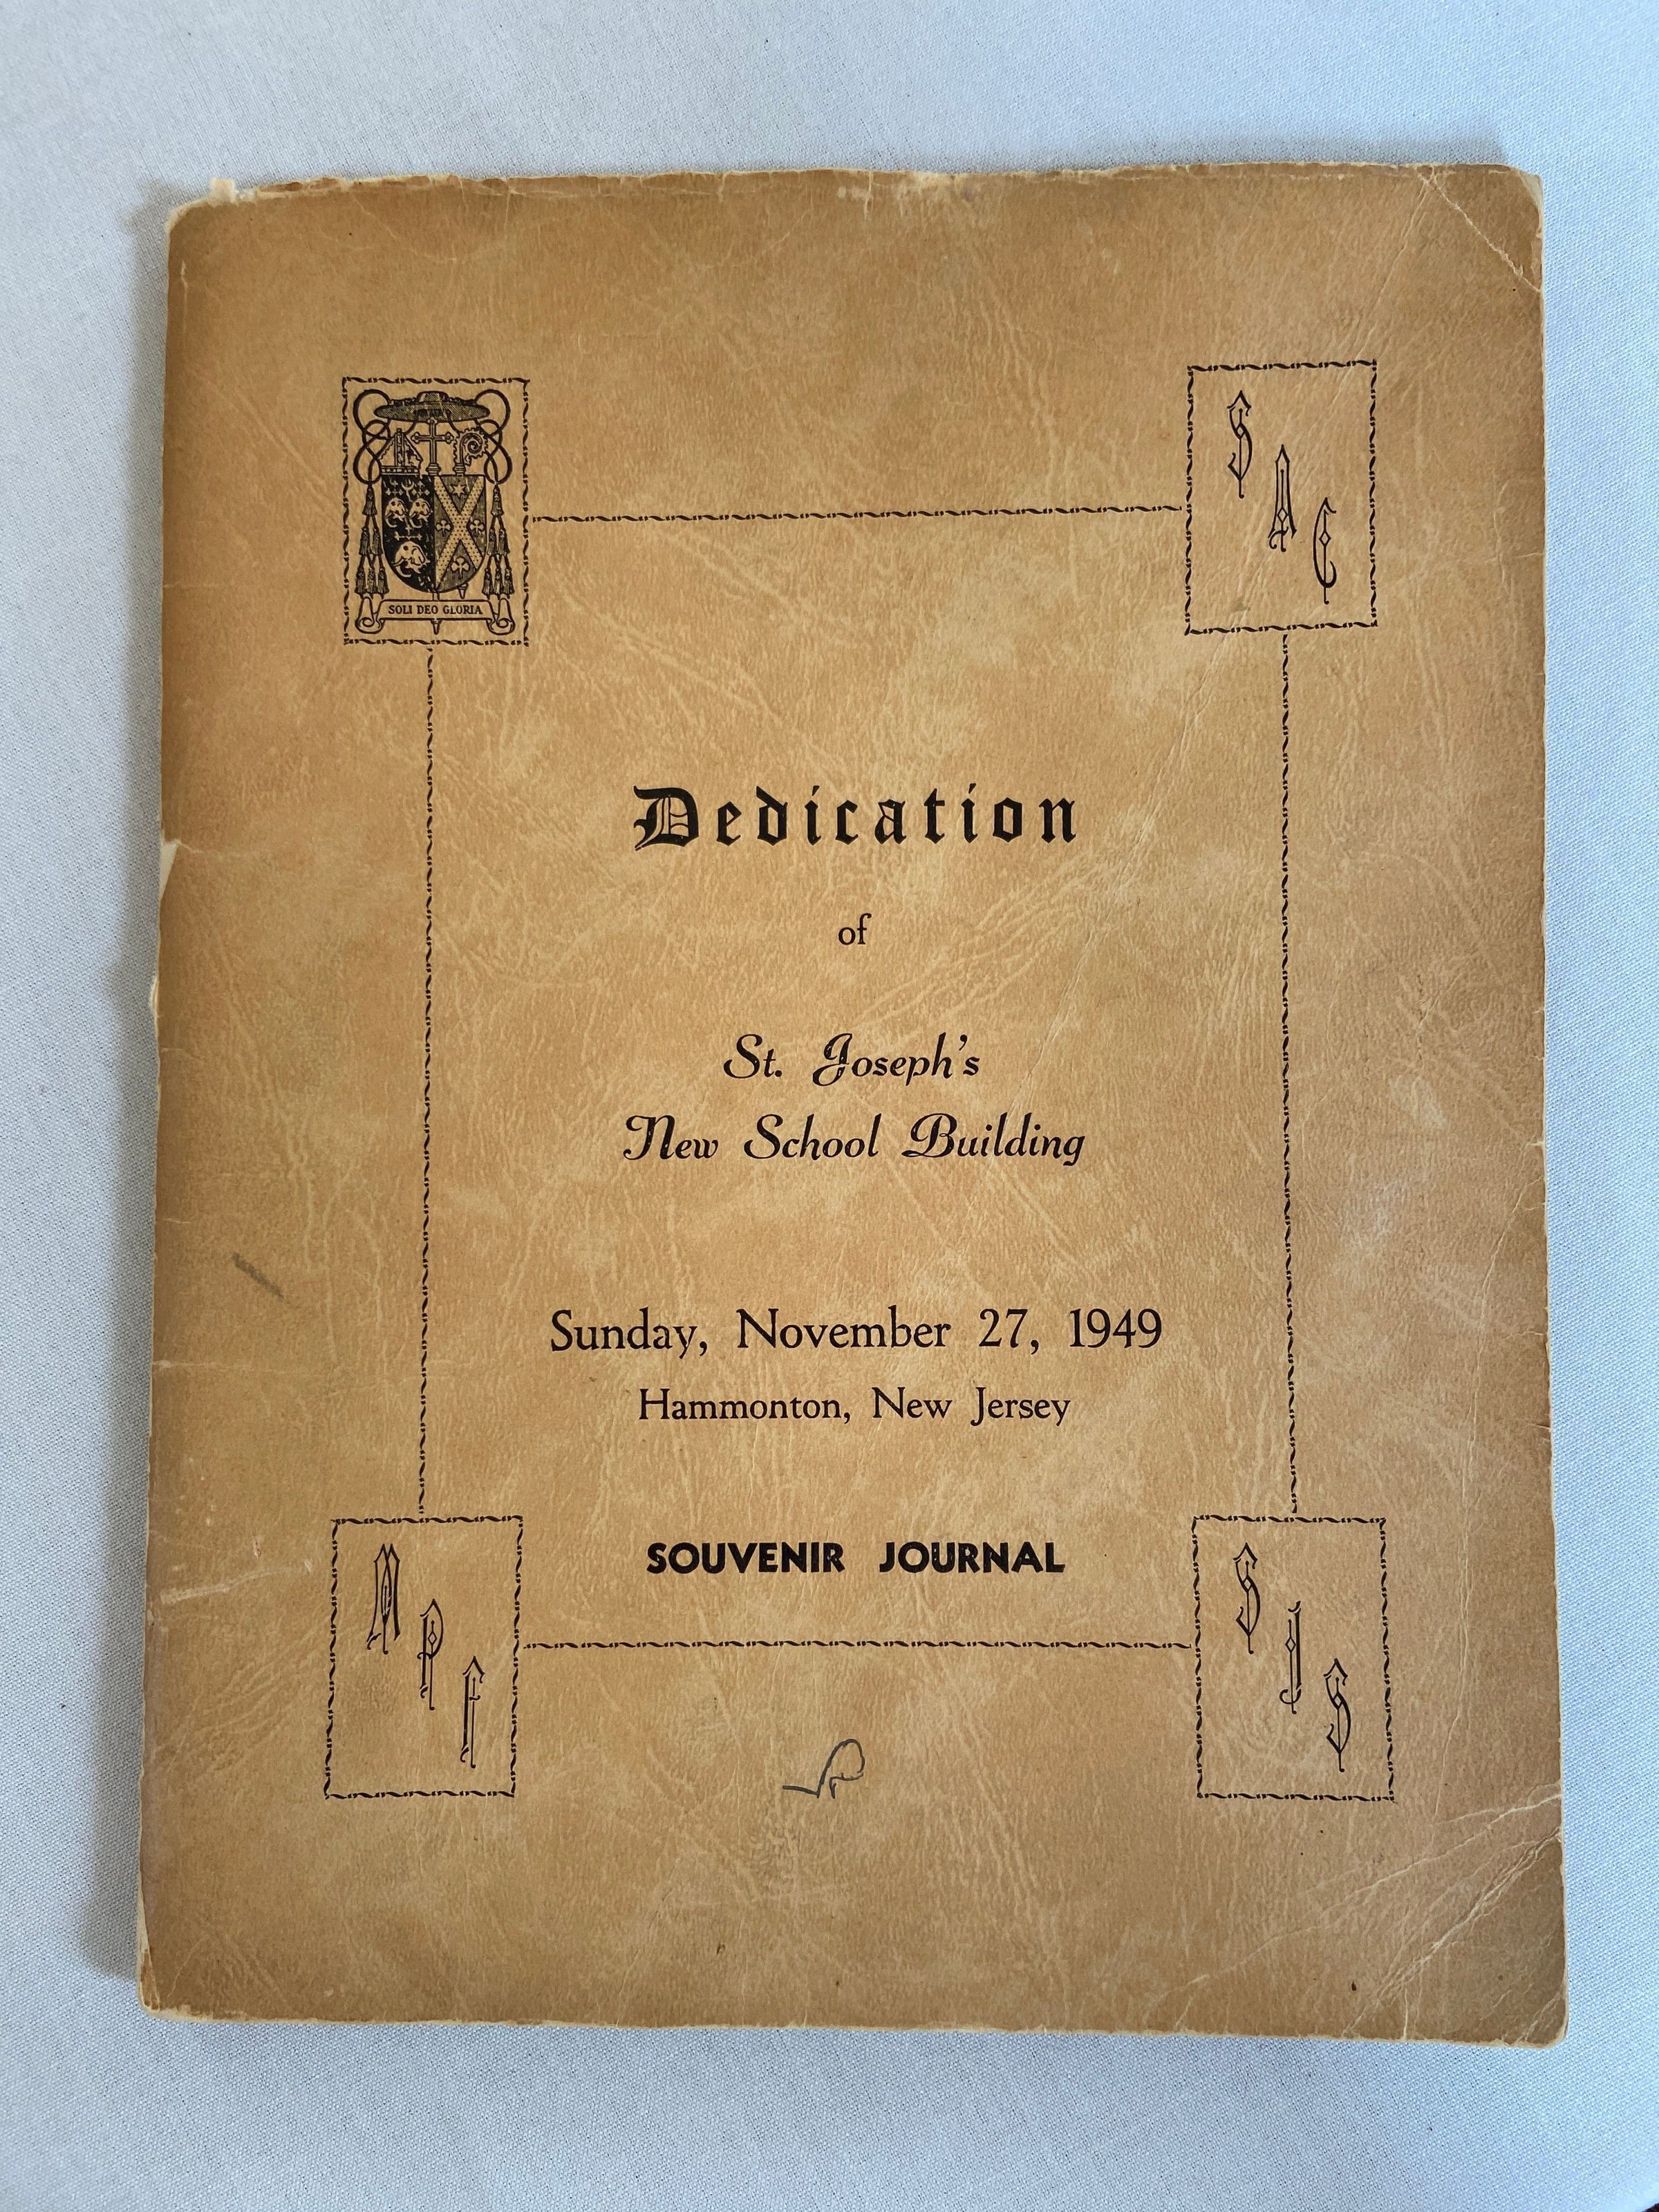 SOLI DEO GLORIA
S
A
C
Dedication
of
St. Joseph's
New School Building
Sunday, November 27, 1949
Hammonton, New Jersey
SOUVENIR JOURNAL
M
P
F
S
J
S